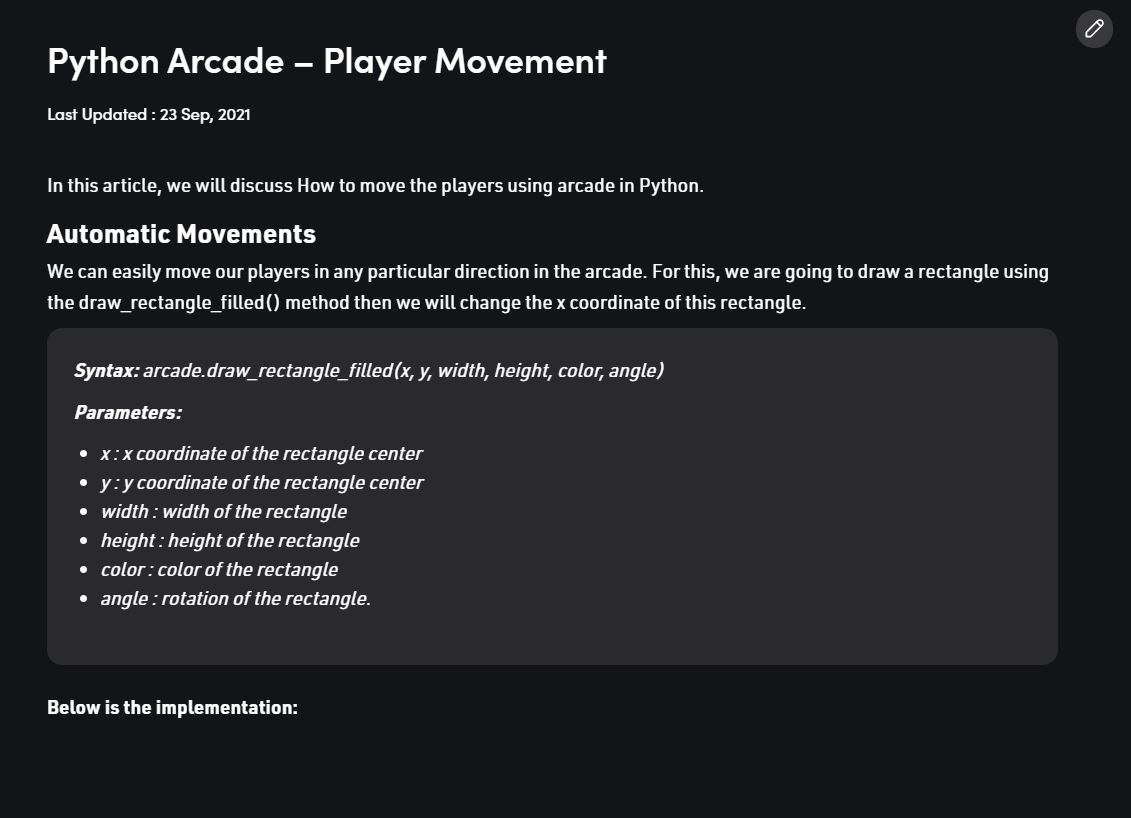 Python Arcade – Player Movement
Last Updated : 23 Sep, 2021
In this article, we will discuss How to move the players using arcade in Python.
Automatic Movements
We can easily move our players in any particular direction in the arcade. For this, we are going to draw a rectangle using
the draw_rectangle_filled() method then we will change the x coordinate of this rectangle.
Syntax: arcade.draw_rectangle_filled(x, y, width, height, color, angle)
Parameters:
x : x coordinate of the rectangle center
y : y coordinate of the rectangle center
width : width of the rectangle
height : height of the rectangle
color : color of the rectangle
angle : rotation of the rectangle.
Below is the implementation: